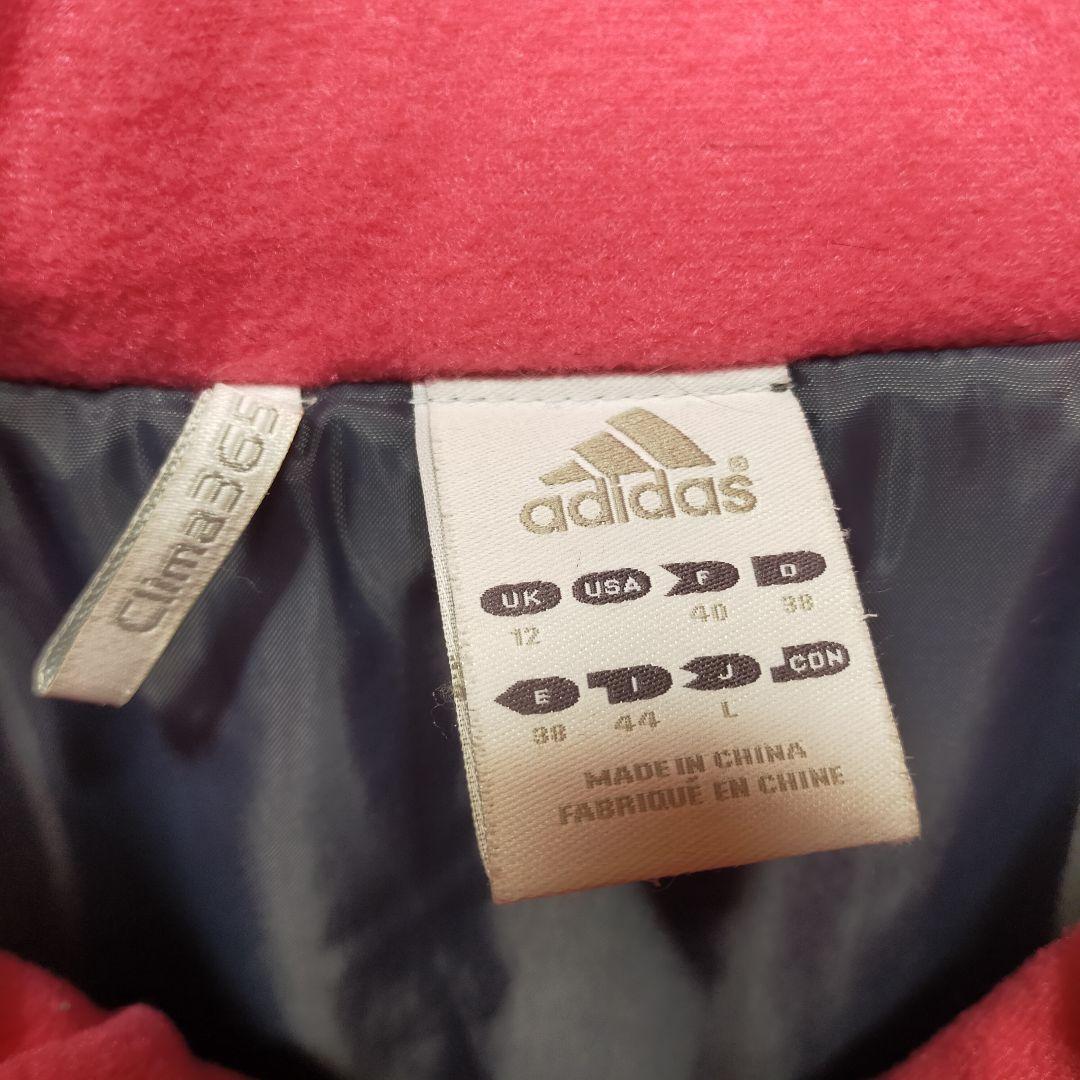 Clima365
adidas®
UK USA F D
12 40 38
E I J CON
38 44 L
MADE IN CHINA
FABRIQUÉ EN CHINE